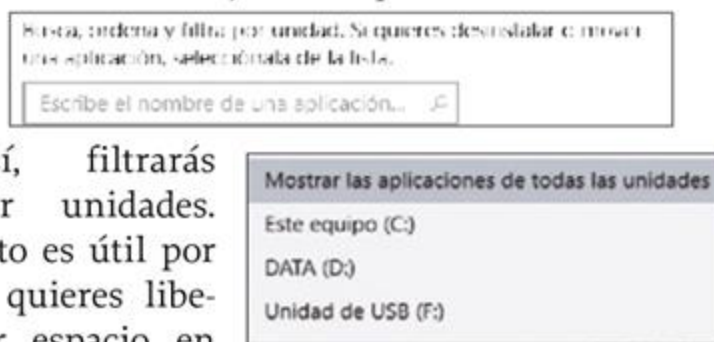 Busca, ordena y filtra por unidad. Si quieres desinstalar o mover
una aplicación, selecciónala de la lista.
Escribe el nombre de una aplicación...
í, filtrarás
r unidades.
to es útil por
quieres libe-
r espacio en
Mostrar las aplicaciones de todas las unidades
Este equipo (C:)
DATA (D:)
Unidad de USB (F:)